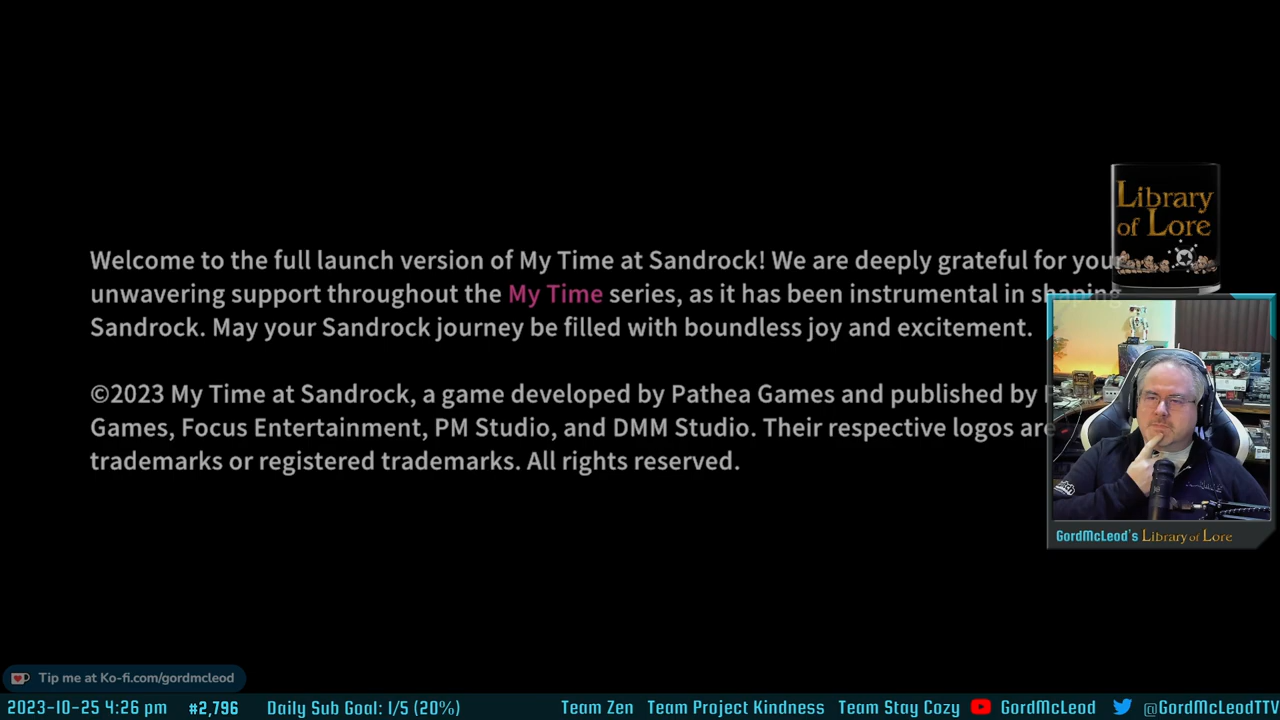 Library
of Lore
Welcome to the full launch version of My Time at Sandrock! We are deeply grateful for your
unwavering support throughout the My Time series, as it has been instrumental in shaping
Sandrock. May your Sandrock journey be filled with boundless joy and excitement.
©2023 My Time at Sandrock, a game developed by Pathea Games and published by
Games, Focus Entertainment, PM Studio, and DMM Studio. Their respective logos are
trademarks or registered trademarks. All rights reserved.
GordMcLeod's Library of Lore
Tip me at Ko-fi.com/gordmcleod
2023-10-25 4:26 pm #2,796 Daily Sub Goal: 1/5 (20%) Team Zen Team Project Kindness Team Stay Cozy GordMcLeod @GordMcLeodTTV